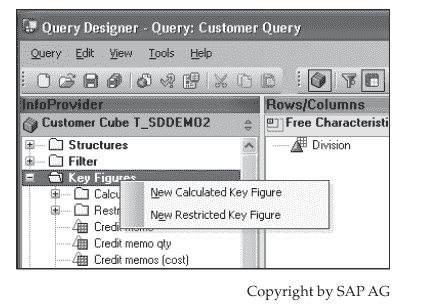 Query Designer - Query: Customer Query
Query Edit View Tools Help
InfoProvider
Rows/Columns
Customer Cube T_SDDEMO2
Free Characteristi
Structures
Division
Filter
Key Figures
New Calculated Key Figure
New Restricted Key Figure
Calcu
Restr
Credit memo
Credit memo qty
Credit memos (cost)
Copyright by SAP AG